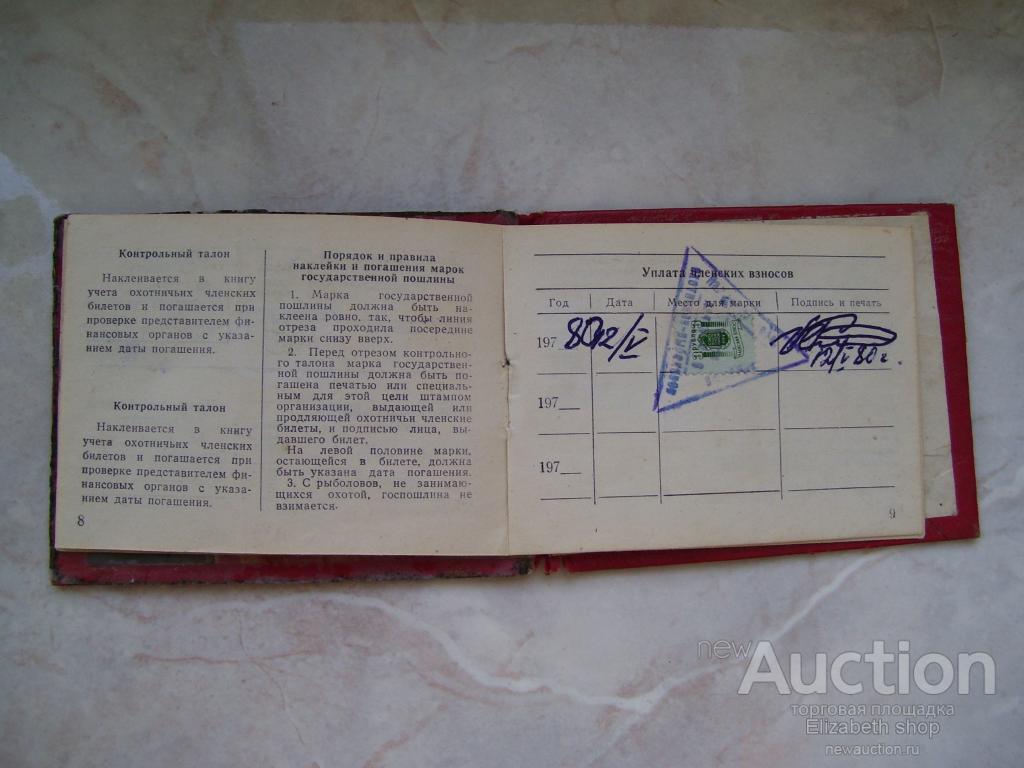 Контрольный талон
Наклеивается в книгу
учета охотничьих членских
билетов и погашается при
проверке представителем фи-
нансовых органов с указа-
нием даты погашения.
Контрольный талон
Наклеивается в книгу
учета охотничьих членских
билетов и погашается при
проверке представителем фи-
нансовых органов с указа-
нием даты погашения.
8
Порядок и правила
наклейки и погашения марок
государственной пошлины
1. Марка государственной
пошлины должна быть на-
клеена ровно, так, чтобы линия
отреза проходила посередине
марки снизу вверх.
2. Перед отрезом контрольно-
го талона марка государствен-
ной пошлины должна быть по-
гашена печатью или специаль-
ным для этой цели штампом
организации, выдающей или
продляющей охотничьи членские
билеты, и подписью лица, вы-
давшего билет.
На левой половине марки,
остающейся в билете, должна
быть указана дата погашения.
3. С рыболовов, не занимаю-
щихся охотой, госпошлина не
взимается.
Уплата членских взносов
Год Дата Место для марки Подпись и печать
197 80 12/V
12/V 80 г.
197
197
9
newAuction
торговая площадка
Elizabeth shop
newauction.ru